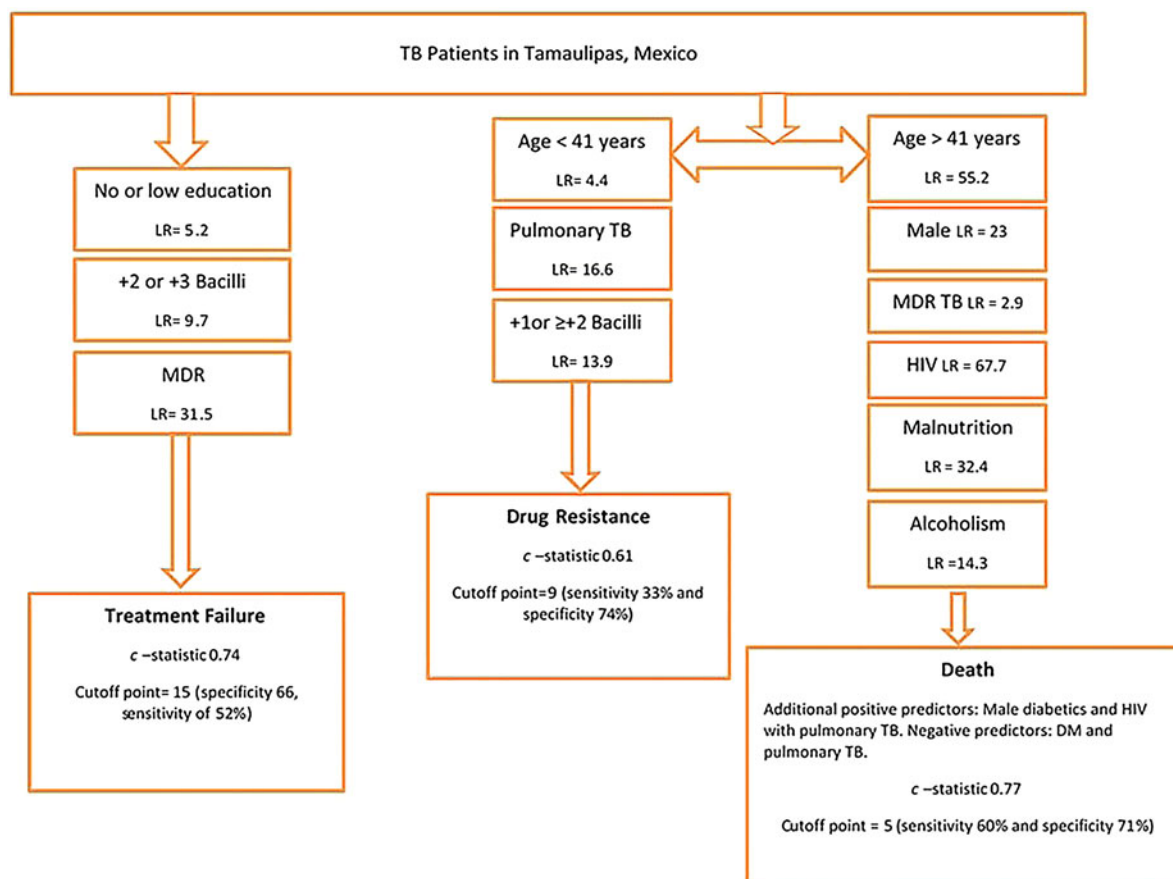 TB Patients in Tamaulipas, Mexico
No or low education
LR= 5.2
+2 or +3 Bacilli
LR= 9.7
MDR
LR= 31.5
Treatment Failure
c –statistic 0.74
Cutoff point= 15 (specificity 66,
sensitivity of 52%)
Age < 41 years
LR= 4.4
Pulmonary TB
LR= 16.6
+1or ≥+2 Bacilli
LR= 13.9
Drug Resistance
c –statistic 0.61
Cutoff point=9 (sensitivity 33% and
specificity 74%)
Age > 41 years
LR = 55.2
Male LR = 23
MDR TB LR = 2.9
HIV LR = 67.7
Malnutrition
LR = 32.4
Alcoholism
LR =14.3
Death
Additional positive predictors: Male diabetics and HIV
with pulmonary TB. Negative predictors: DM and
pulmonary TB.
c –statistic 0.77
Cutoff point = 5 (sensitivity 60% and specificity 71%)